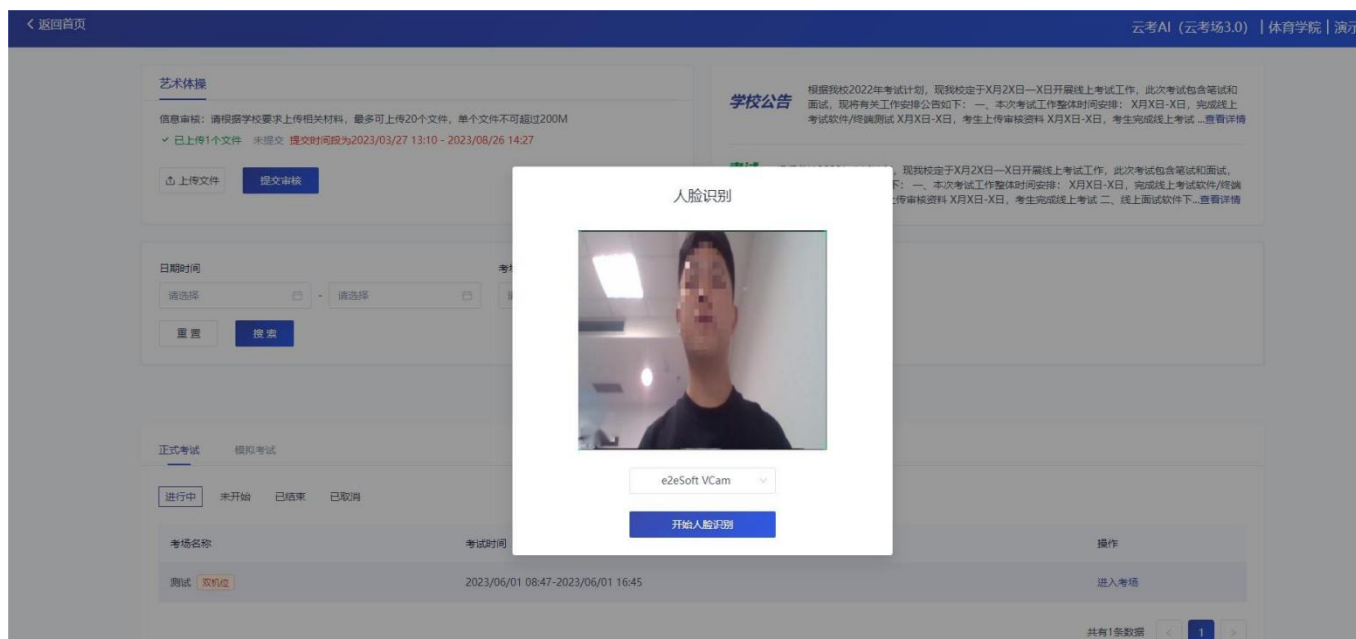 返回首页
云考AI（云考场3.0）
体育学院
演示
艺术体操
信息审核：请根据学校要求上传相关材料，最多可上传20个文件，单个文件不可超过200M
已上传1个文件 未提交 提交时间段为2023/03/27 13:10 - 2023/08/26 14:27
上传文件
提交审核
学校公告
根据我校2022年考试计划，现我校定于X月2X日—X日开展线上考试工作，此次考试包含笔试和
面试，现将有关工作安排公告如下： 一、本次考试工作整体时间安排： X月X日-X日，完成线上
考试软件/终端测试 X月X日-X日，考生上传审核资料 X月X日-X日，考生完成线上考试 ...查看详情
，现我校定于X月2X日—X日开展线上考试工作，此次考试包含笔试和面试，
下： 一、本次考试工作整体时间安排： X月X日-X日，完成线上考试软件/终端
上传审核资料 X月X日-X日，考生完成线上考试 二、线上面试软件下...查看详情
日期时间
请选择 - 请选择
重置
搜索
人脸识别
e2eSoft VCam
开始人脸识别
正式考试
模拟考试
进行中
未开始
已结束
已取消
考场名称
考试时间
操作
测试 双机位
2023/06/01 08:47-2023/06/01 16:45
进入考场
共有1条数据
< 1 >